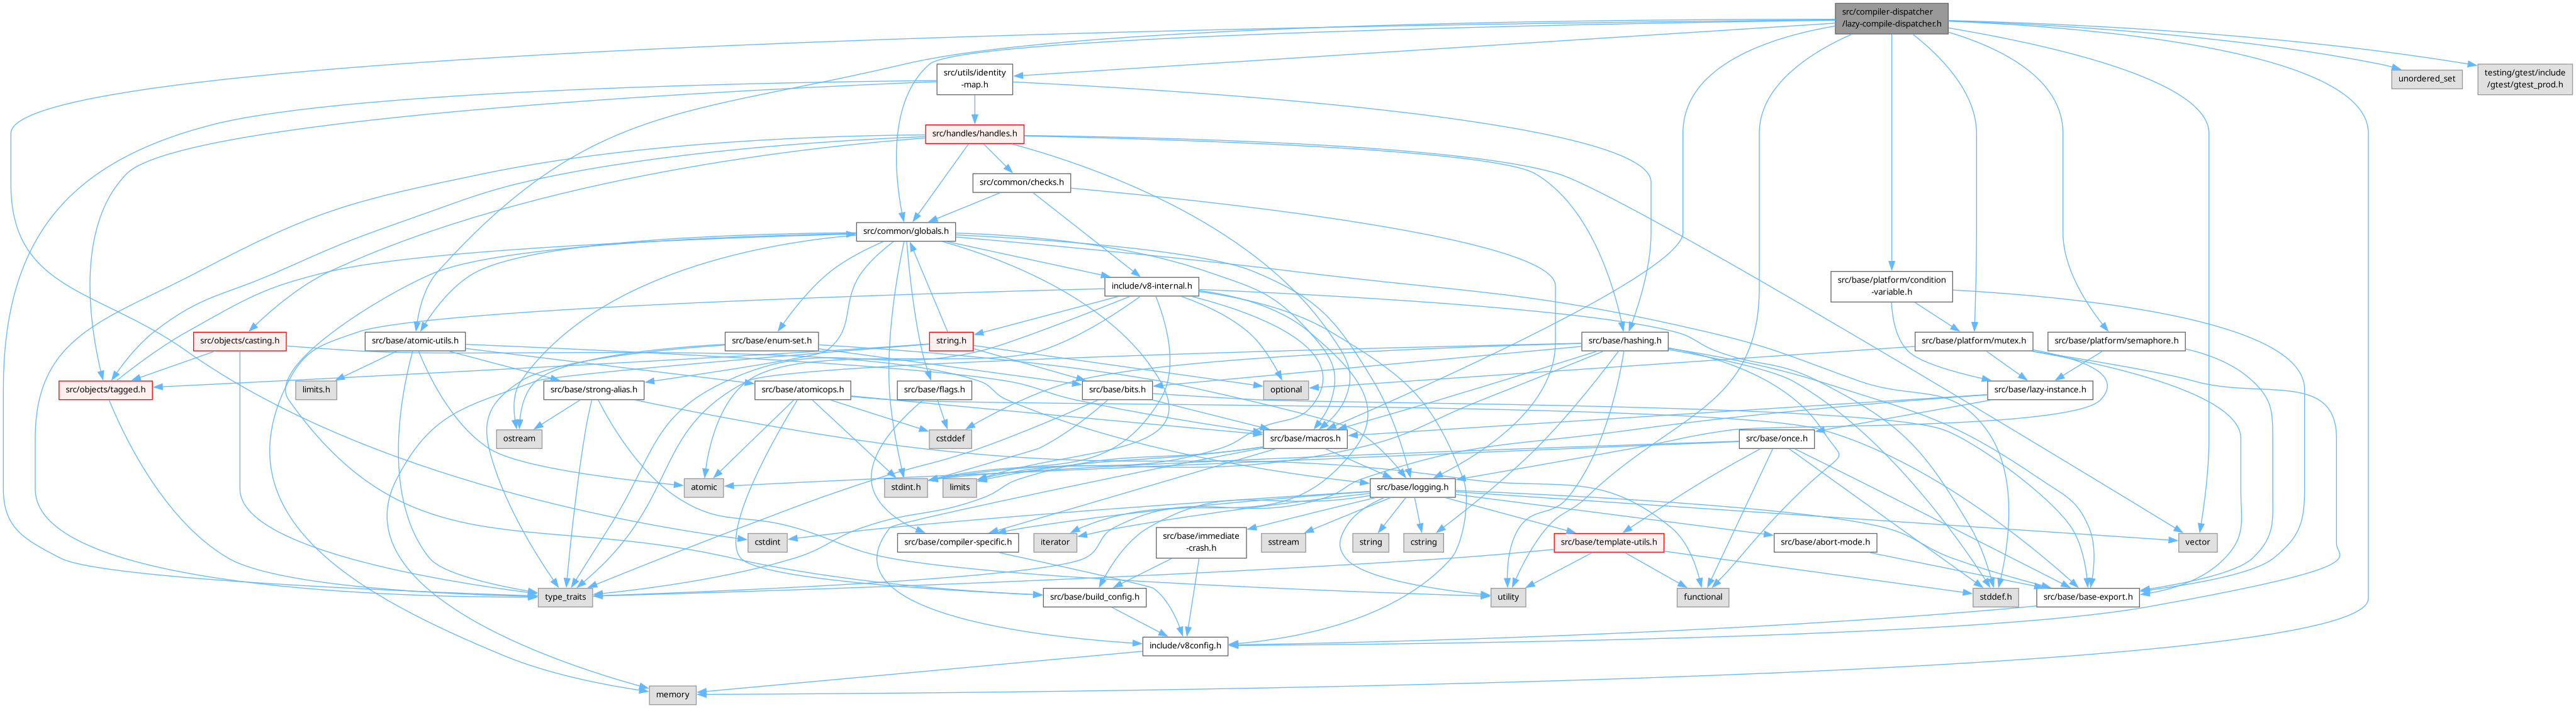 src/compiler-dispatcher
/lazy-compile-dispatcher.h
src/utils/identity
-map.h
unordered_set
testing/gtest/include
/gtest/gtest_prod.h
src/handles/handles.h
src/common/checks.h
src/common/globals.h
include/v8-internal.h
src/base/platform/condition
-variable.h
src/objects/casting.h
src/base/atomic-utils.h
src/base/enum-set.h
string.h
src/base/hashing.h
src/base/platform/mutex.h
src/base/platform/semaphore.h
src/objects/tagged.h
limits.h
src/base/strong-alias.h
src/base/atomicops.h
src/base/flags.h
src/base/bits.h
optional
src/base/lazy-instance.h
ostream
cstddef
src/base/macros.h
src/base/once.h
atomic
stdint.h
limits
src/base/logging.h
cstdint
src/base/compiler-specific.h
iterator
src/base/immediate
-crash.h
sstream
string
cstring
src/base/template-utils.h
src/base/abort-mode.h
vector
type_traits
src/base/build_config.h
utility
functional
stddef.h
src/base/base-export.h
include/v8config.h
memory